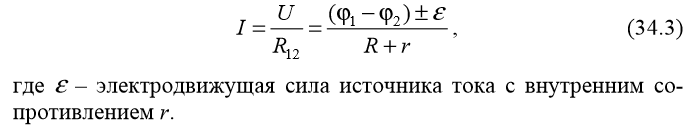 I = U / R₁₂ = (φ₁ − φ₂) ± ℰ / R + r , (34.3)
где ℰ – электродвижущая сила источника тока с внутренним со-
противлением r.